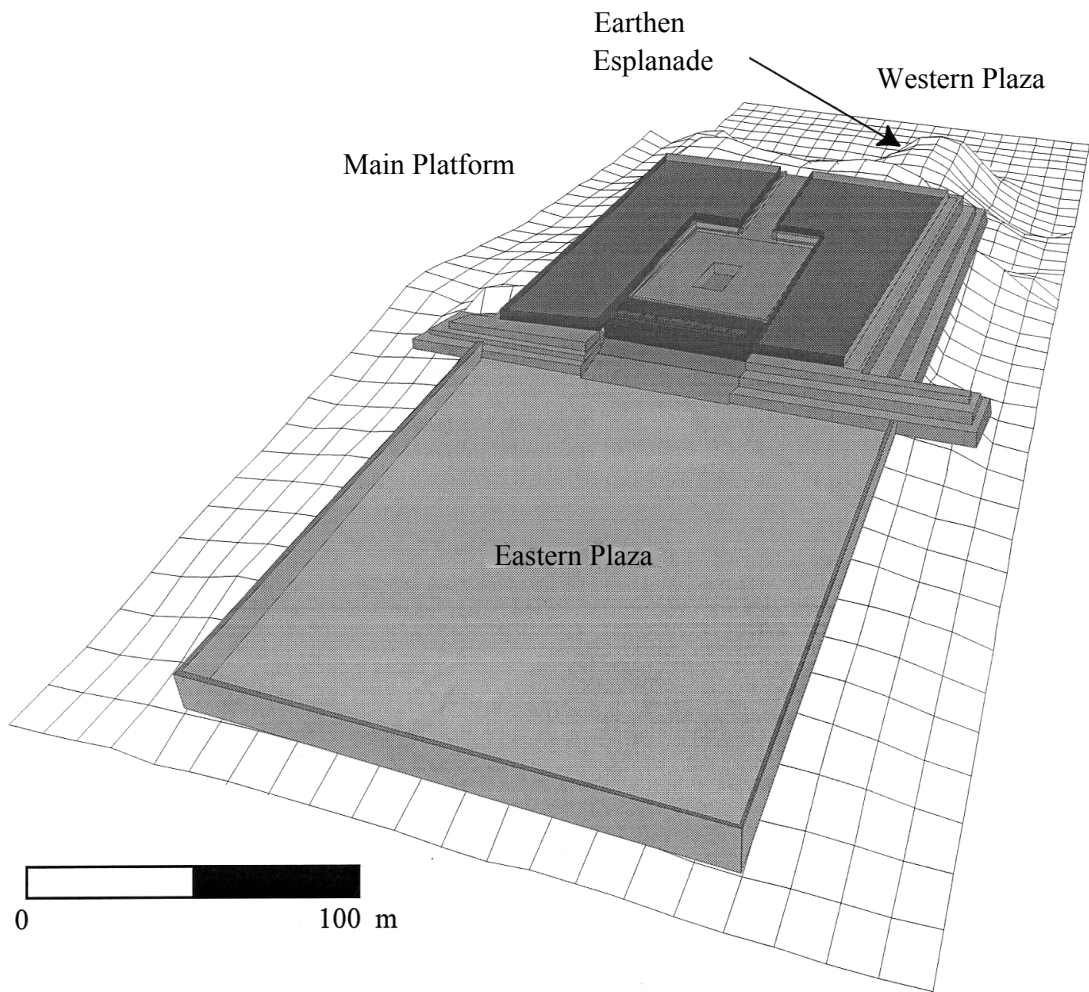 Earthen
Esplanade
Western Plaza
Main Platform
Eastern Plaza
0 100 m